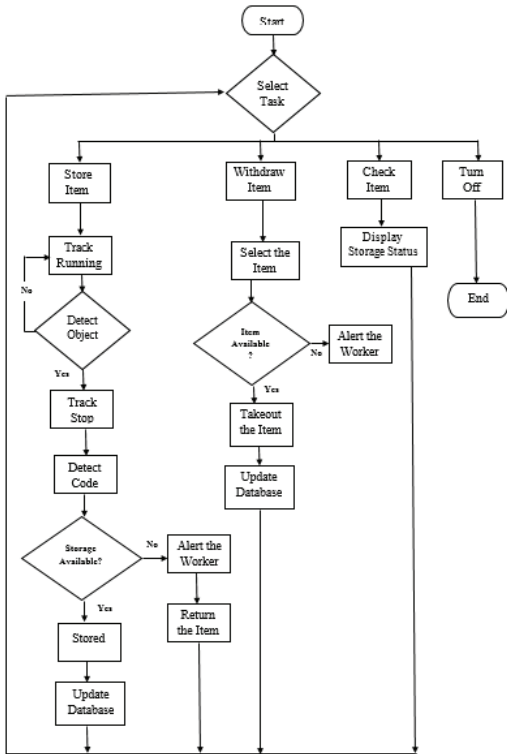 Start
Select
Task
Store
Item
Withdraw
Item
Check
Item
Turn
Off
Track
Running
Select the
Item
Display
Storage Status
No
End
Detect
Object
Item
Available
?
No
Alert the
Worker
Yes
Yes
Track
Stop
Takeout
the Item
Detect
Code
Update
Database
Storage
Available?
No
Alert the
Worker
Yes
Return
the Item
Stored
Update
Database